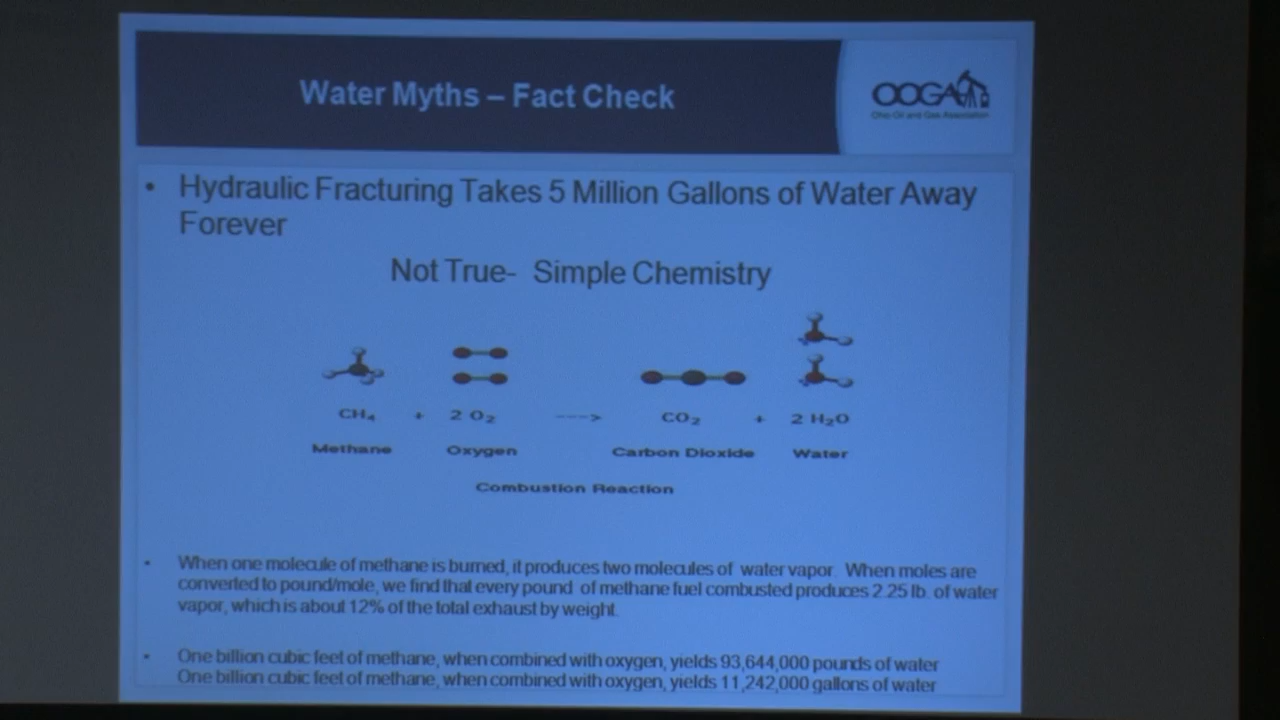 Water Myths – Fact Check
OOGA
Ohio Oil and Gas Association
• Hydraulic Fracturing Takes 5 Million Gallons of Water Away
Forever
Not True- Simple Chemistry
CH₄ + 2 O₂ ----> CO₂ + 2 H₂O
Methane Oxygen Carbon Dioxide Water
Combustion Reaction
• When one molecule of methane is burned, it produces two molecules of water vapor. When moles are
converted to pound/mole, we find that every pound of methane fuel combusted produces 2.25 lb. of water
vapor, which is about 12% of the total exhaust by weight.
• One billion cubic feet of methane, when combined with oxygen, yields 93,644,000 pounds of water
One billion cubic feet of methane, when combined with oxygen, yields 11,242,000 gallons of water